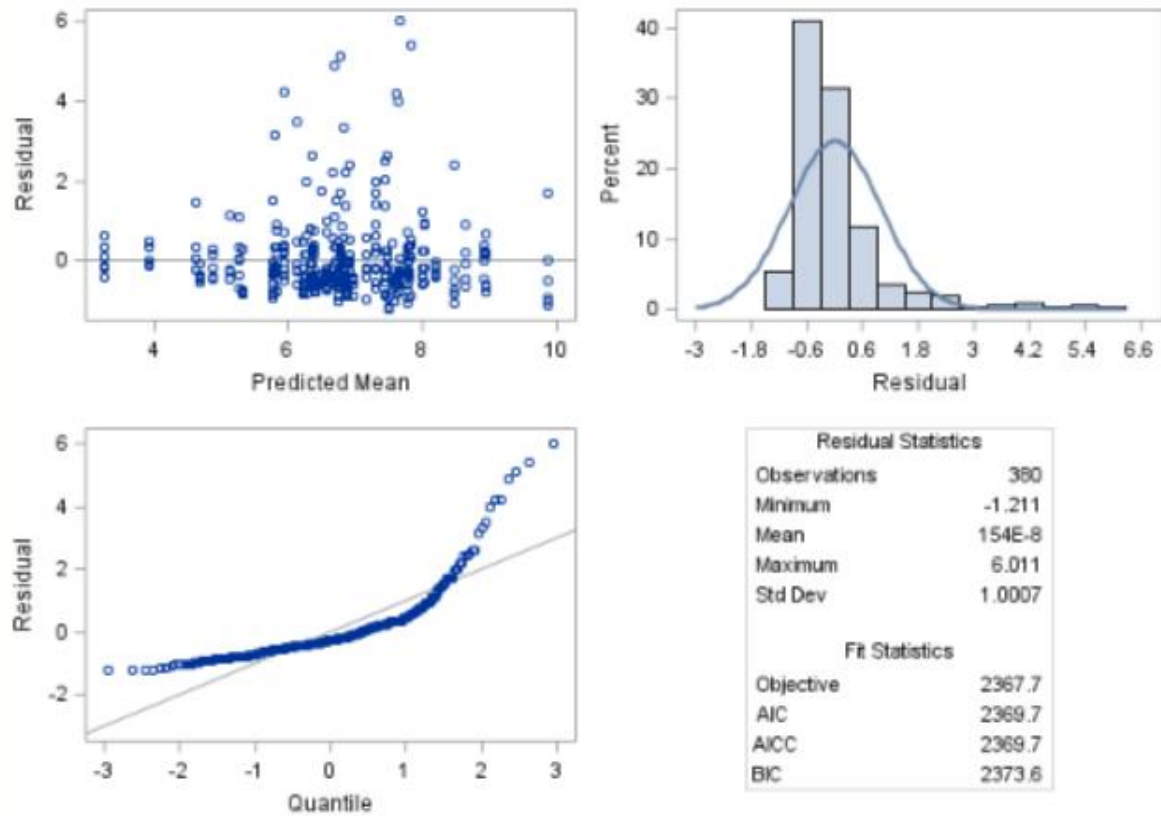 6
4
2
0
Residual
4
6
8
10
Predicted Mean
40
30
20
10
0
Percent
-3
-1.8
-0.6
0.6
1.8
3
4.2
5.4
6.6
Residual
6
4
2
0
-2
Residual
-3
-2
-1
0
1
2
3
Quantile
Residual Statistics
Observations 380
Minimum -1.211
Mean 154E-8
Maximum 6.011
Std Dev 1.0007
Fit Statistics
Objective 2367.7
AIC 2369.7
AICC 2369.7
BIC 2373.6